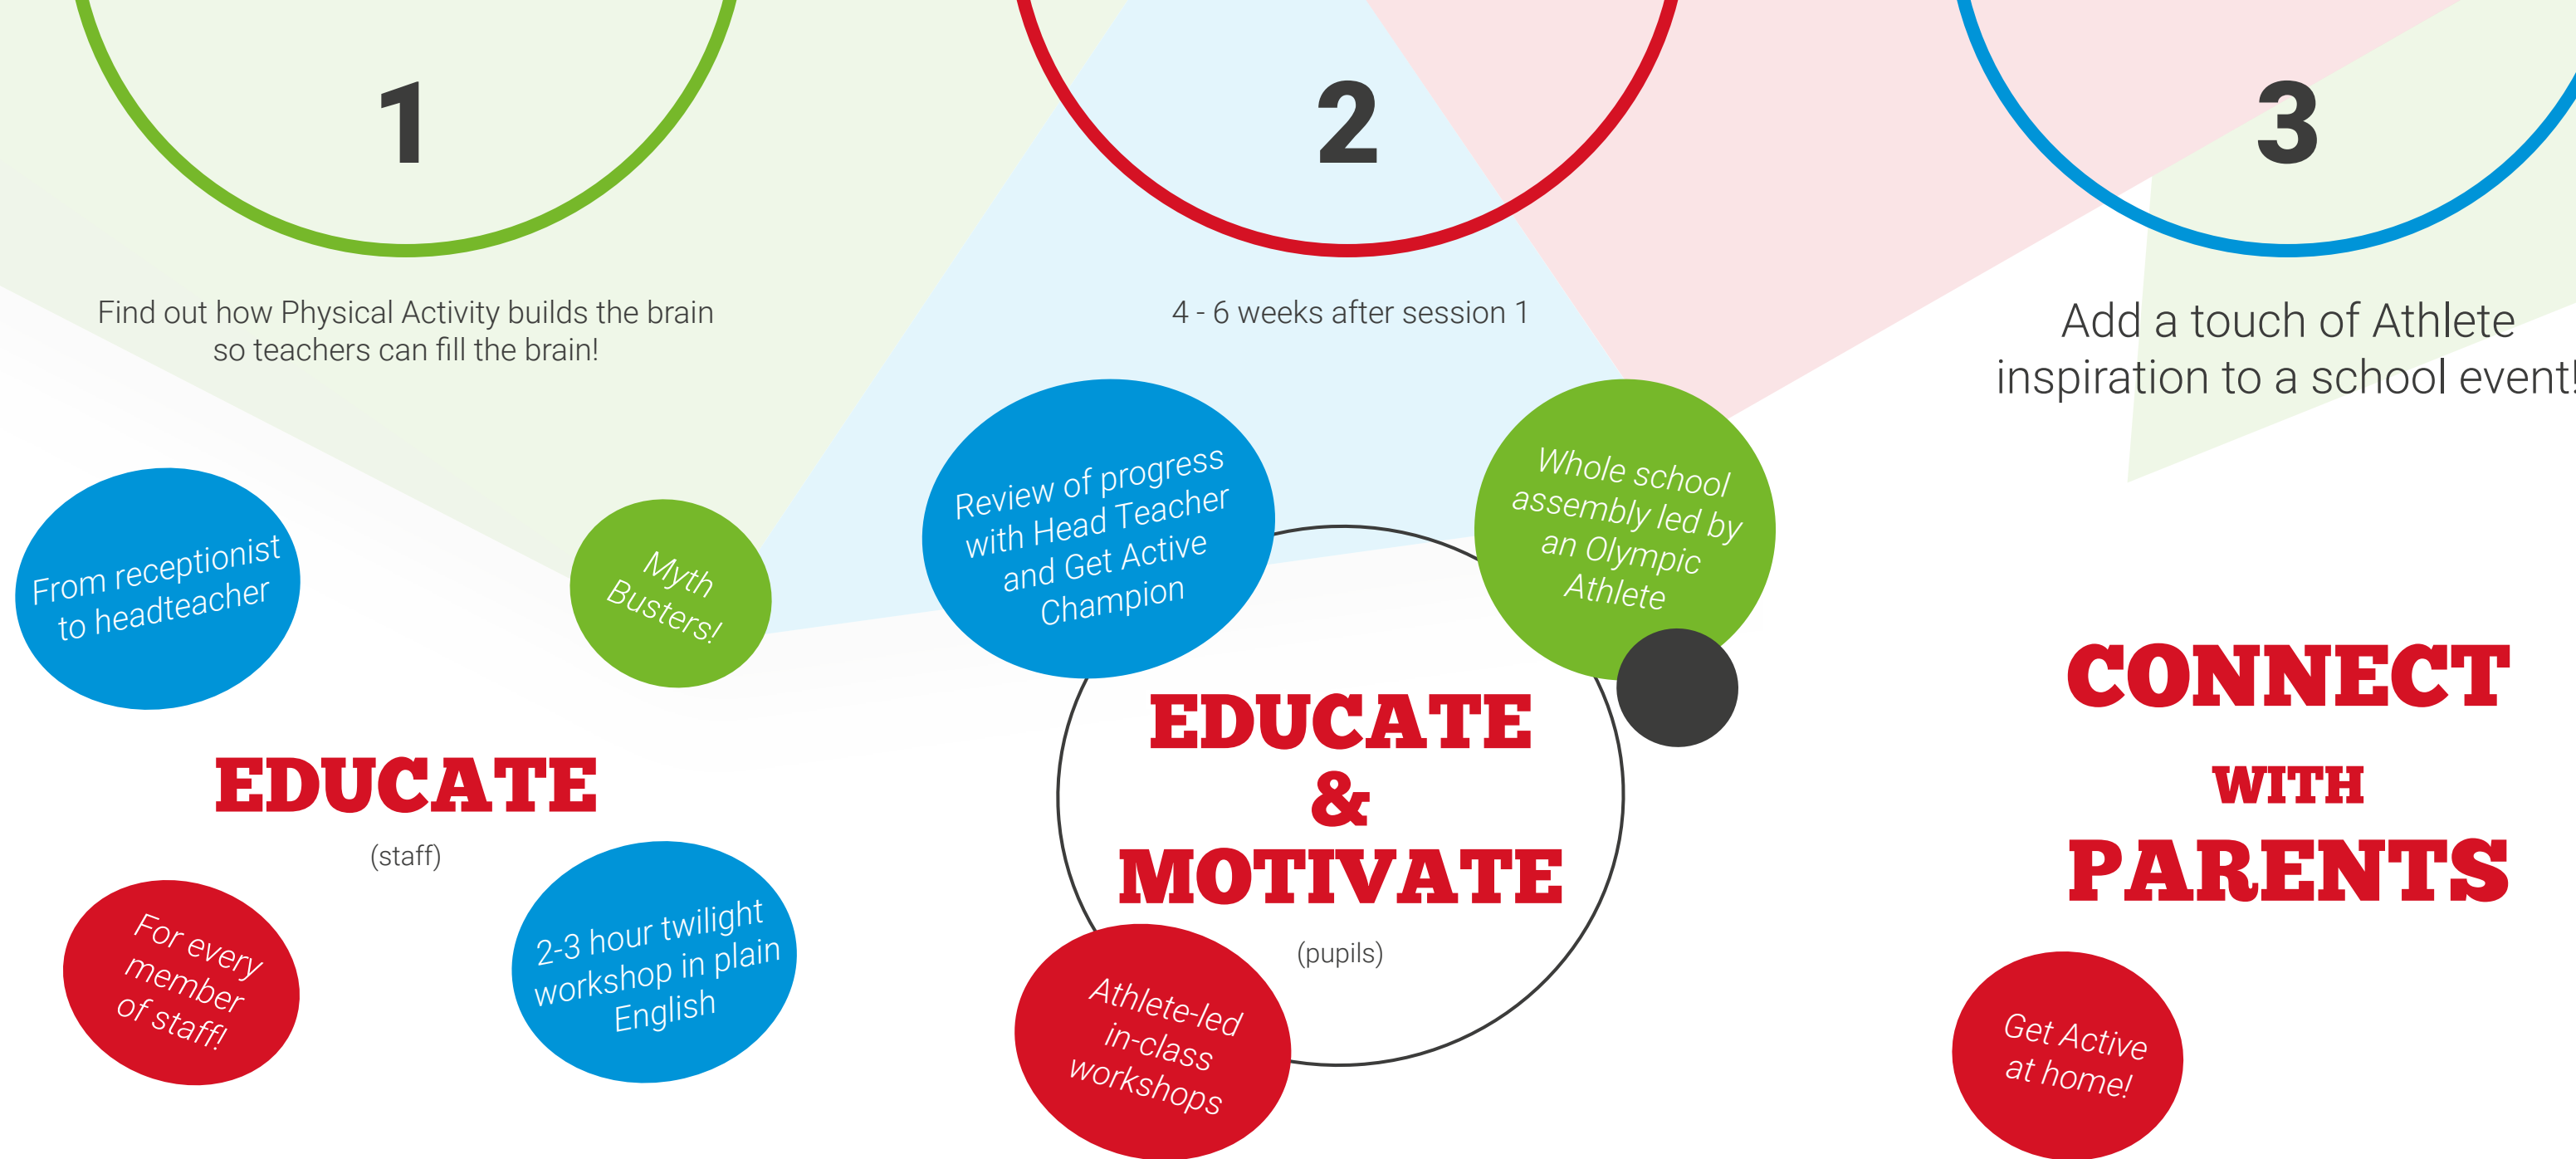 1
Find out how Physical Activity builds the brain
so teachers can fill the brain!
From receptionist
to headteacher
Myth
Busters!
EDUCATE
(staff)
For every
member
of staff!
2-3 hour twilight
workshop in plain
English
2
4 - 6 weeks after session 1
Review of progress
with Head Teacher
and Get Active
Champion
Whole school
assembly led by
an Olympic
Athlete
EDUCATE
&
MOTIVATE
(pupils)
Athlete-led
in-class
workshops
3
Add a touch of Athlete
inspiration to a school event!
CONNECT
WITH
PARENTS
Get Active
at home!